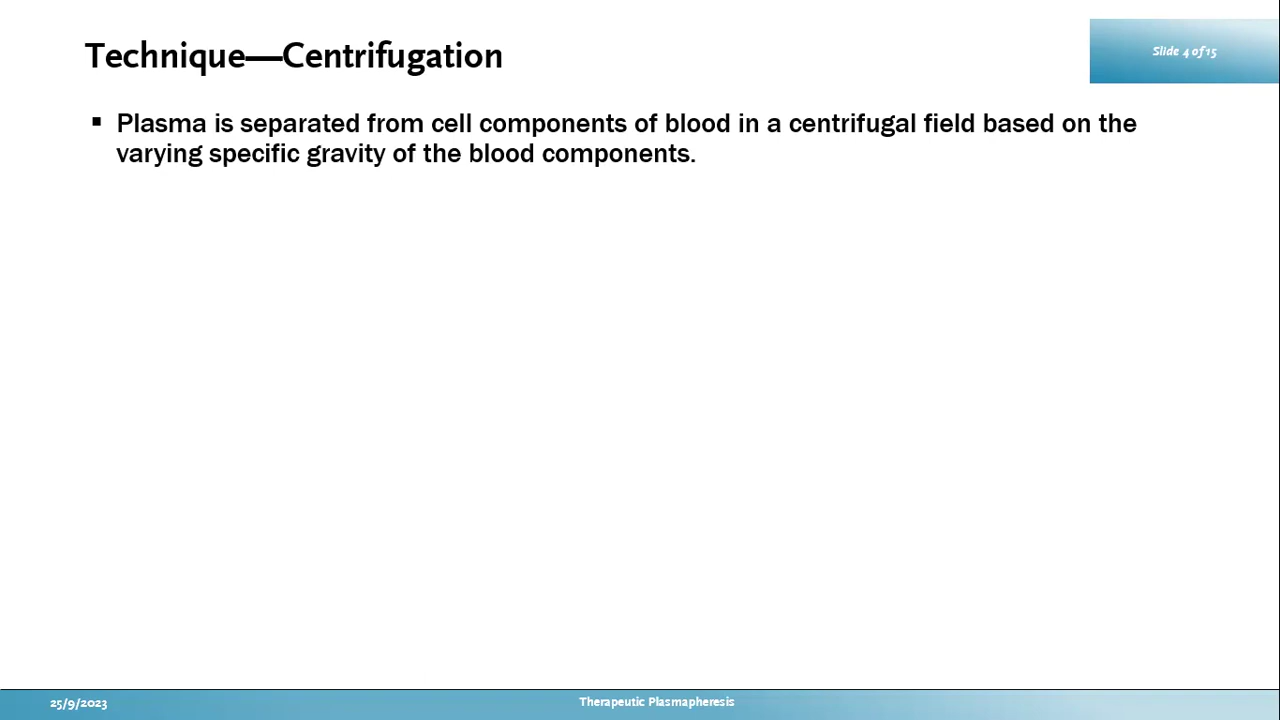 Technique—Centrifugation
Slide 4 of 15
▪ Plasma is separated from cell components of blood in a centrifugal field based on the
varying specific gravity of the blood components.
25/9/2023
Therapeutic Plasmapheresis